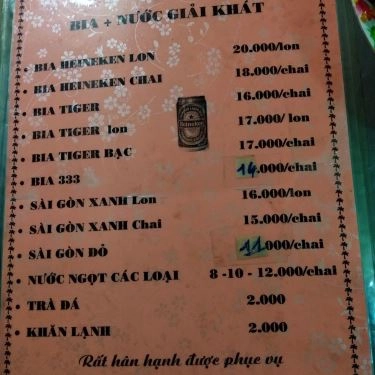 BIA + NƯỚC GIẢI KHÁT
• BIA HEINEKEN LON 20.000/lon
• BIA HEINEKEN CHAI 18.000/chai
• BIA TIGER 16.000/chai
• BIA TIGER lon 17.000/ lon
• BIA TIGER BẠC 17.000/chai
• BIA 333 14.000/chai
• SÀI GÒN XANH Lon 16.000/lon
• SÀI GÒN XANH Chai 15.000/chai
• SÀI GÒN ĐỎ 11.000/chai
• NƯỚC NGỌT CÁC LOẠI 8 -10 - 12.000/chai
• TRÀ ĐÁ 2.000
• KHĂN LẠNH 2.000
Rất hân hạnh được phục vụ
Heineken